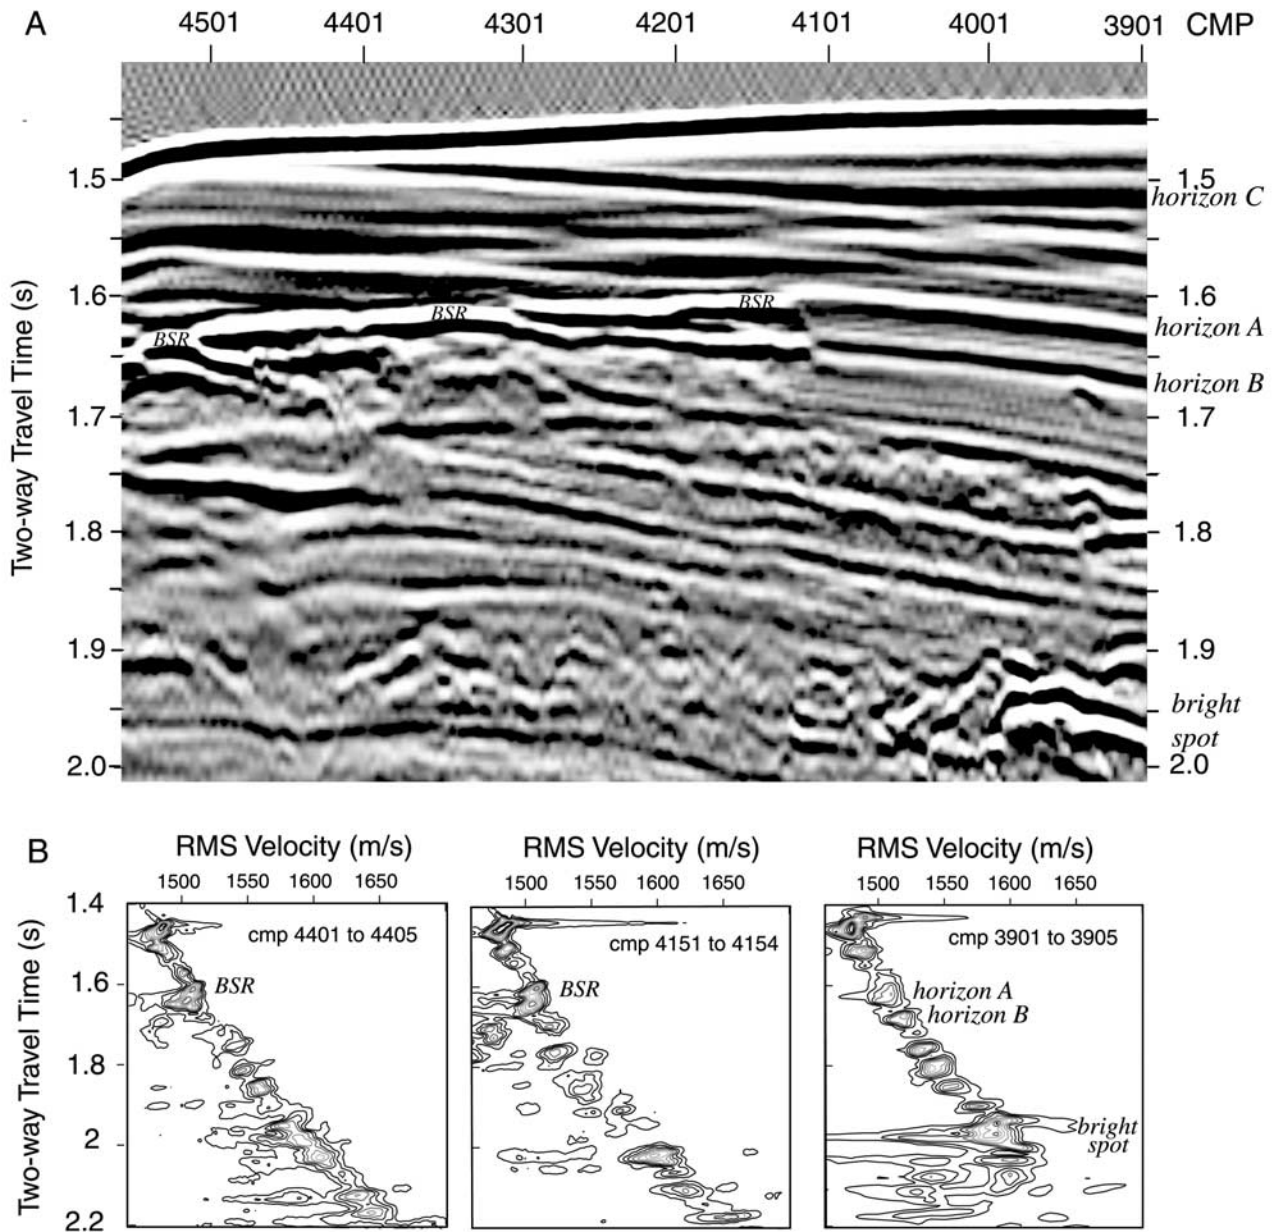 A 4501 4401 4301 4201 4101 4001 3901 CMP
1.5 1.5
horizon C
1.6 1.6
BSR BSR BSR
horizon A
horizon B
1.7 1.7
1.8 1.8
1.9 1.9
bright
spot
2.0 2.0
Two-way Travel Time (s)
B RMS Velocity (m/s) RMS Velocity (m/s) RMS Velocity (m/s)
1500 1550 1600 1650 1500 1550 1600 1650 1500 1550 1600 1650
1.4
cmp 4401 to 4405 cmp 4151 to 4154 cmp 3901 to 3905
1.6 BSR BSR horizon A
horizon B
1.8
2 bright
spot
2.2
Two-way Travel Time (s)